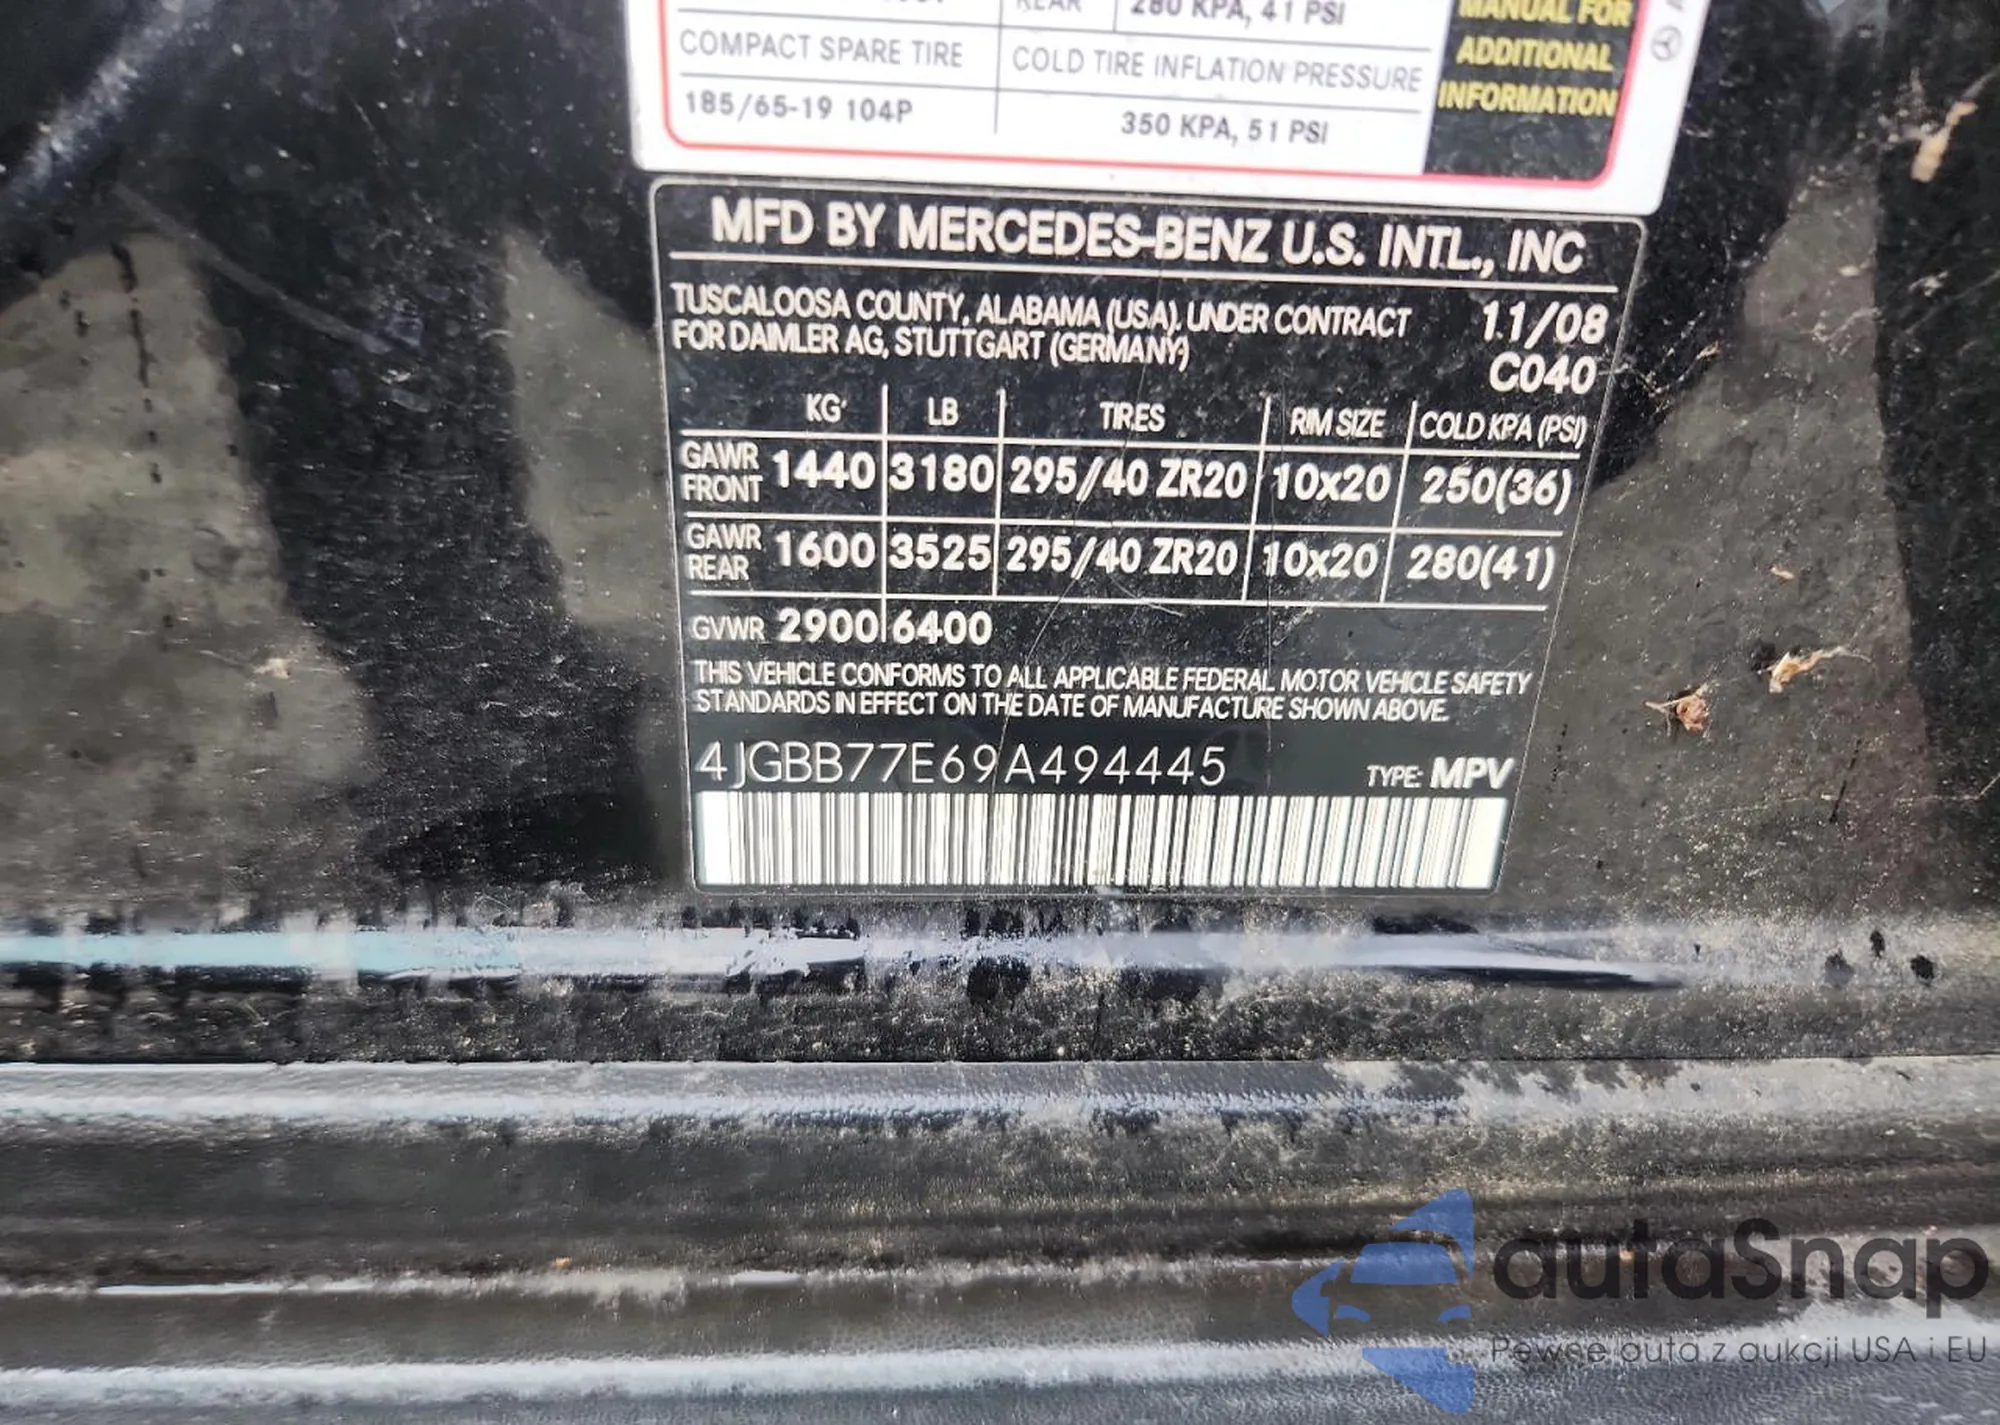 REAR 280 KPA, 41 PSI
MANUAL FOR
COMPACT SPARE TIRE COLD TIRE INFLATION PRESSURE ADDITIONAL
185/65-19 104P 350 KPA, 51 PSI INFORMATION
MFD BY MERCEDES-BENZ U.S. INTL., INC
TUSCALOOSA COUNTY, ALABAMA (USA), UNDER CONTRACT 11/08
FOR DAIMLER AG, STUTTGART (GERMANY) C040
KG LB TIRES RIM SIZE COLD KPA (PSI)
GAWR FRONT 1440 3180 295/40 ZR20 10x20 250(36)
GAWR REAR 1600 3525 295/40 ZR20 10x20 280(41)
GVWR 2900 6400
THIS VEHICLE CONFORMS TO ALL APPLICABLE FEDERAL MOTOR VEHICLE SAFETY
STANDARDS IN EFFECT ON THE DATE OF MANUFACTURE SHOWN ABOVE.
4JGBB77E69A494445 TYPE: MPV
autaSnap
Pewne auta z aukcji USA i EU